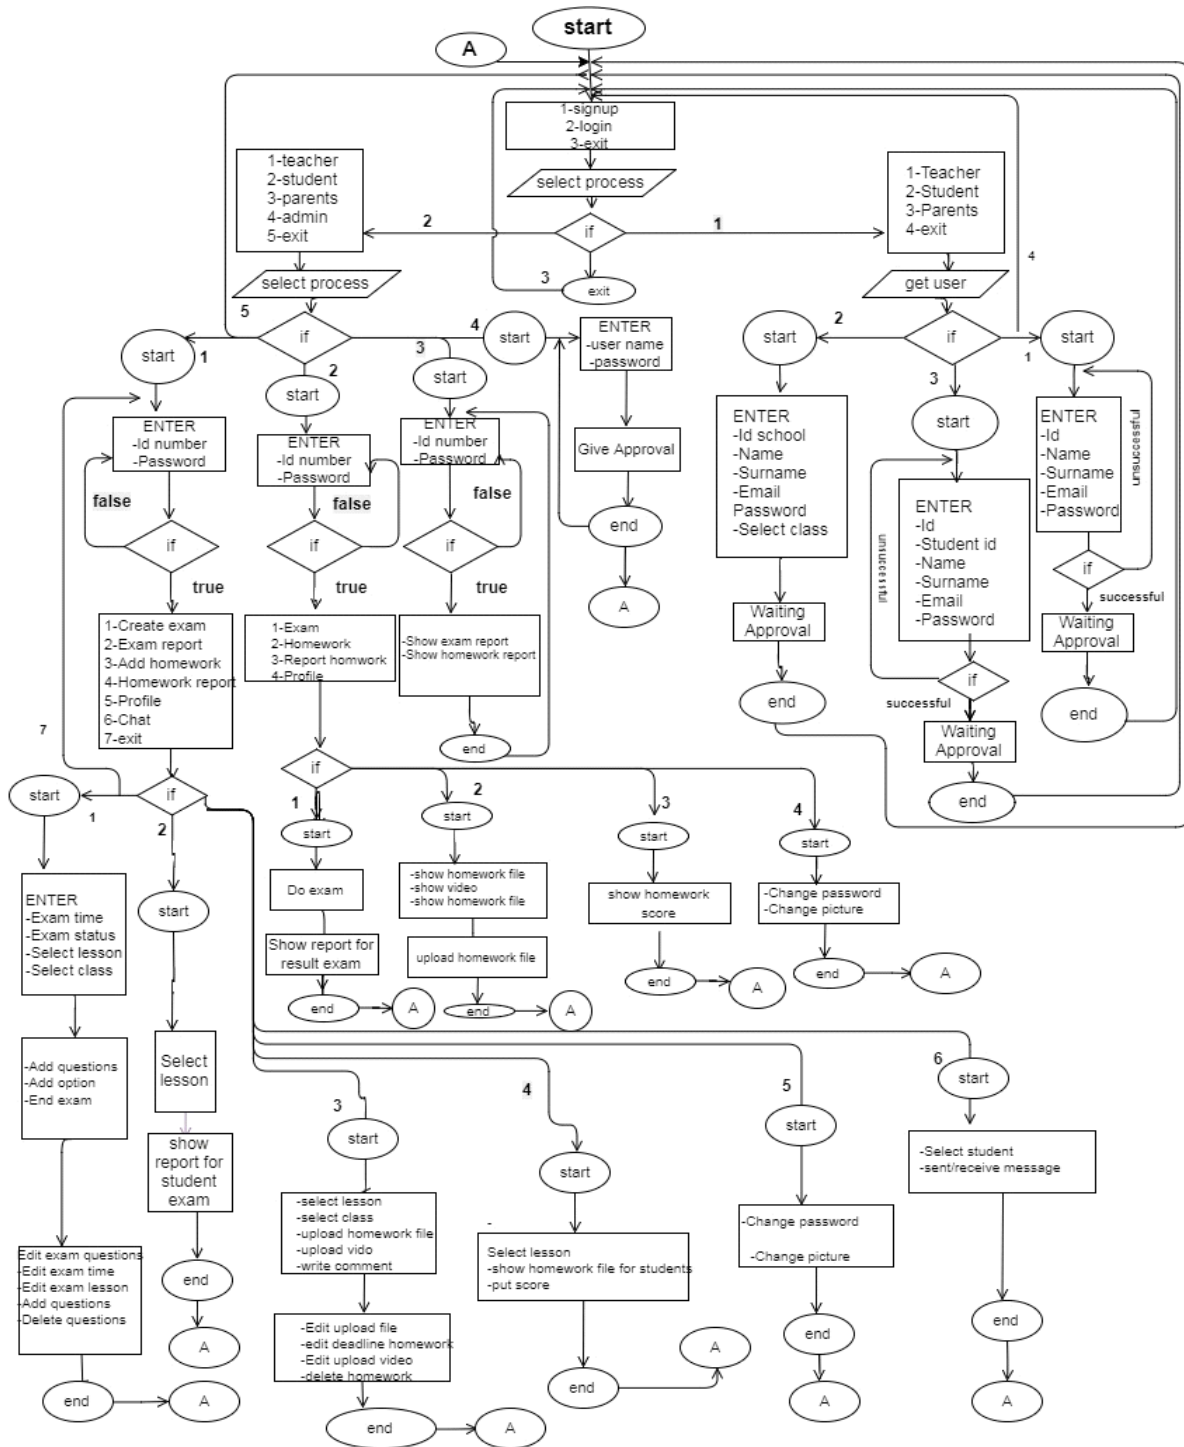 start
A
1-signup
2-login
3-exit
select process
if
2
1
3
exit
1-teacher
2-student
3-parents
4-admin
5-exit
select process
5
if
4
3
2
1
start
start
start
start
ENTER
-user name
-password
Give Approval
end
A
1-Teacher
2-Student
3-Parents
4-exit
4
get user
if
2
3
1
start
start
start
ENTER
-Id school
-Name
-Surname
-Email
Password
-Select class
Waiting
Approval
end
ENTER
-Id
-Student id
-Name
-Surname
-Email
-Password
unsuccessful
if
successful
Waiting
Approval
end
ENTER
-Id
-Name
-Surname
-Email
-Password
unsuccessful
if
successful
Waiting
Approval
end
ENTER
-Id number
-Password
false
if
true
ENTER
-Id number
-Password
false
if
true
ENTER
-Id number
-Password
false
if
true
1-Create exam
2-Exam report
3-Add homework
4-Homework report
5-Profile
6-Chat
7-exit
7
if
1
2
1-Exam
2-Homework
3-Report homwork
4-Profile
if
1
2
3
4
-Show exam report
-Show homework report
end
start
Do exam
Show report for
result exam
end
A
start
-show homework file
-show video
-show homework file
upload homework file
end
A
start
show homework
score
end
A
start
-Change password
-Change picture
end
A
start
ENTER
-Exam time
-Exam status
-Select lesson
-Select class
-Add questions
-Add option
-End exam
Edit exam questions
-Edit exam time
-Edit exam lesson
-Add questions
-Delete questions
end
A
start
Select
lesson
show
report for
student
exam
end
A
3
start
-select lesson
-select class
-upload homework file
-upload vido
-write comment
-Edit upload file
-edit deadline homework
-Edit upload video
-delete homework
end
A
4
start
-
Select lesson
-show homework file for students
-put score
end
A
5
start
-Change password
-Change picture
end
A
6
start
-Select student
-sent/receive message
end
A